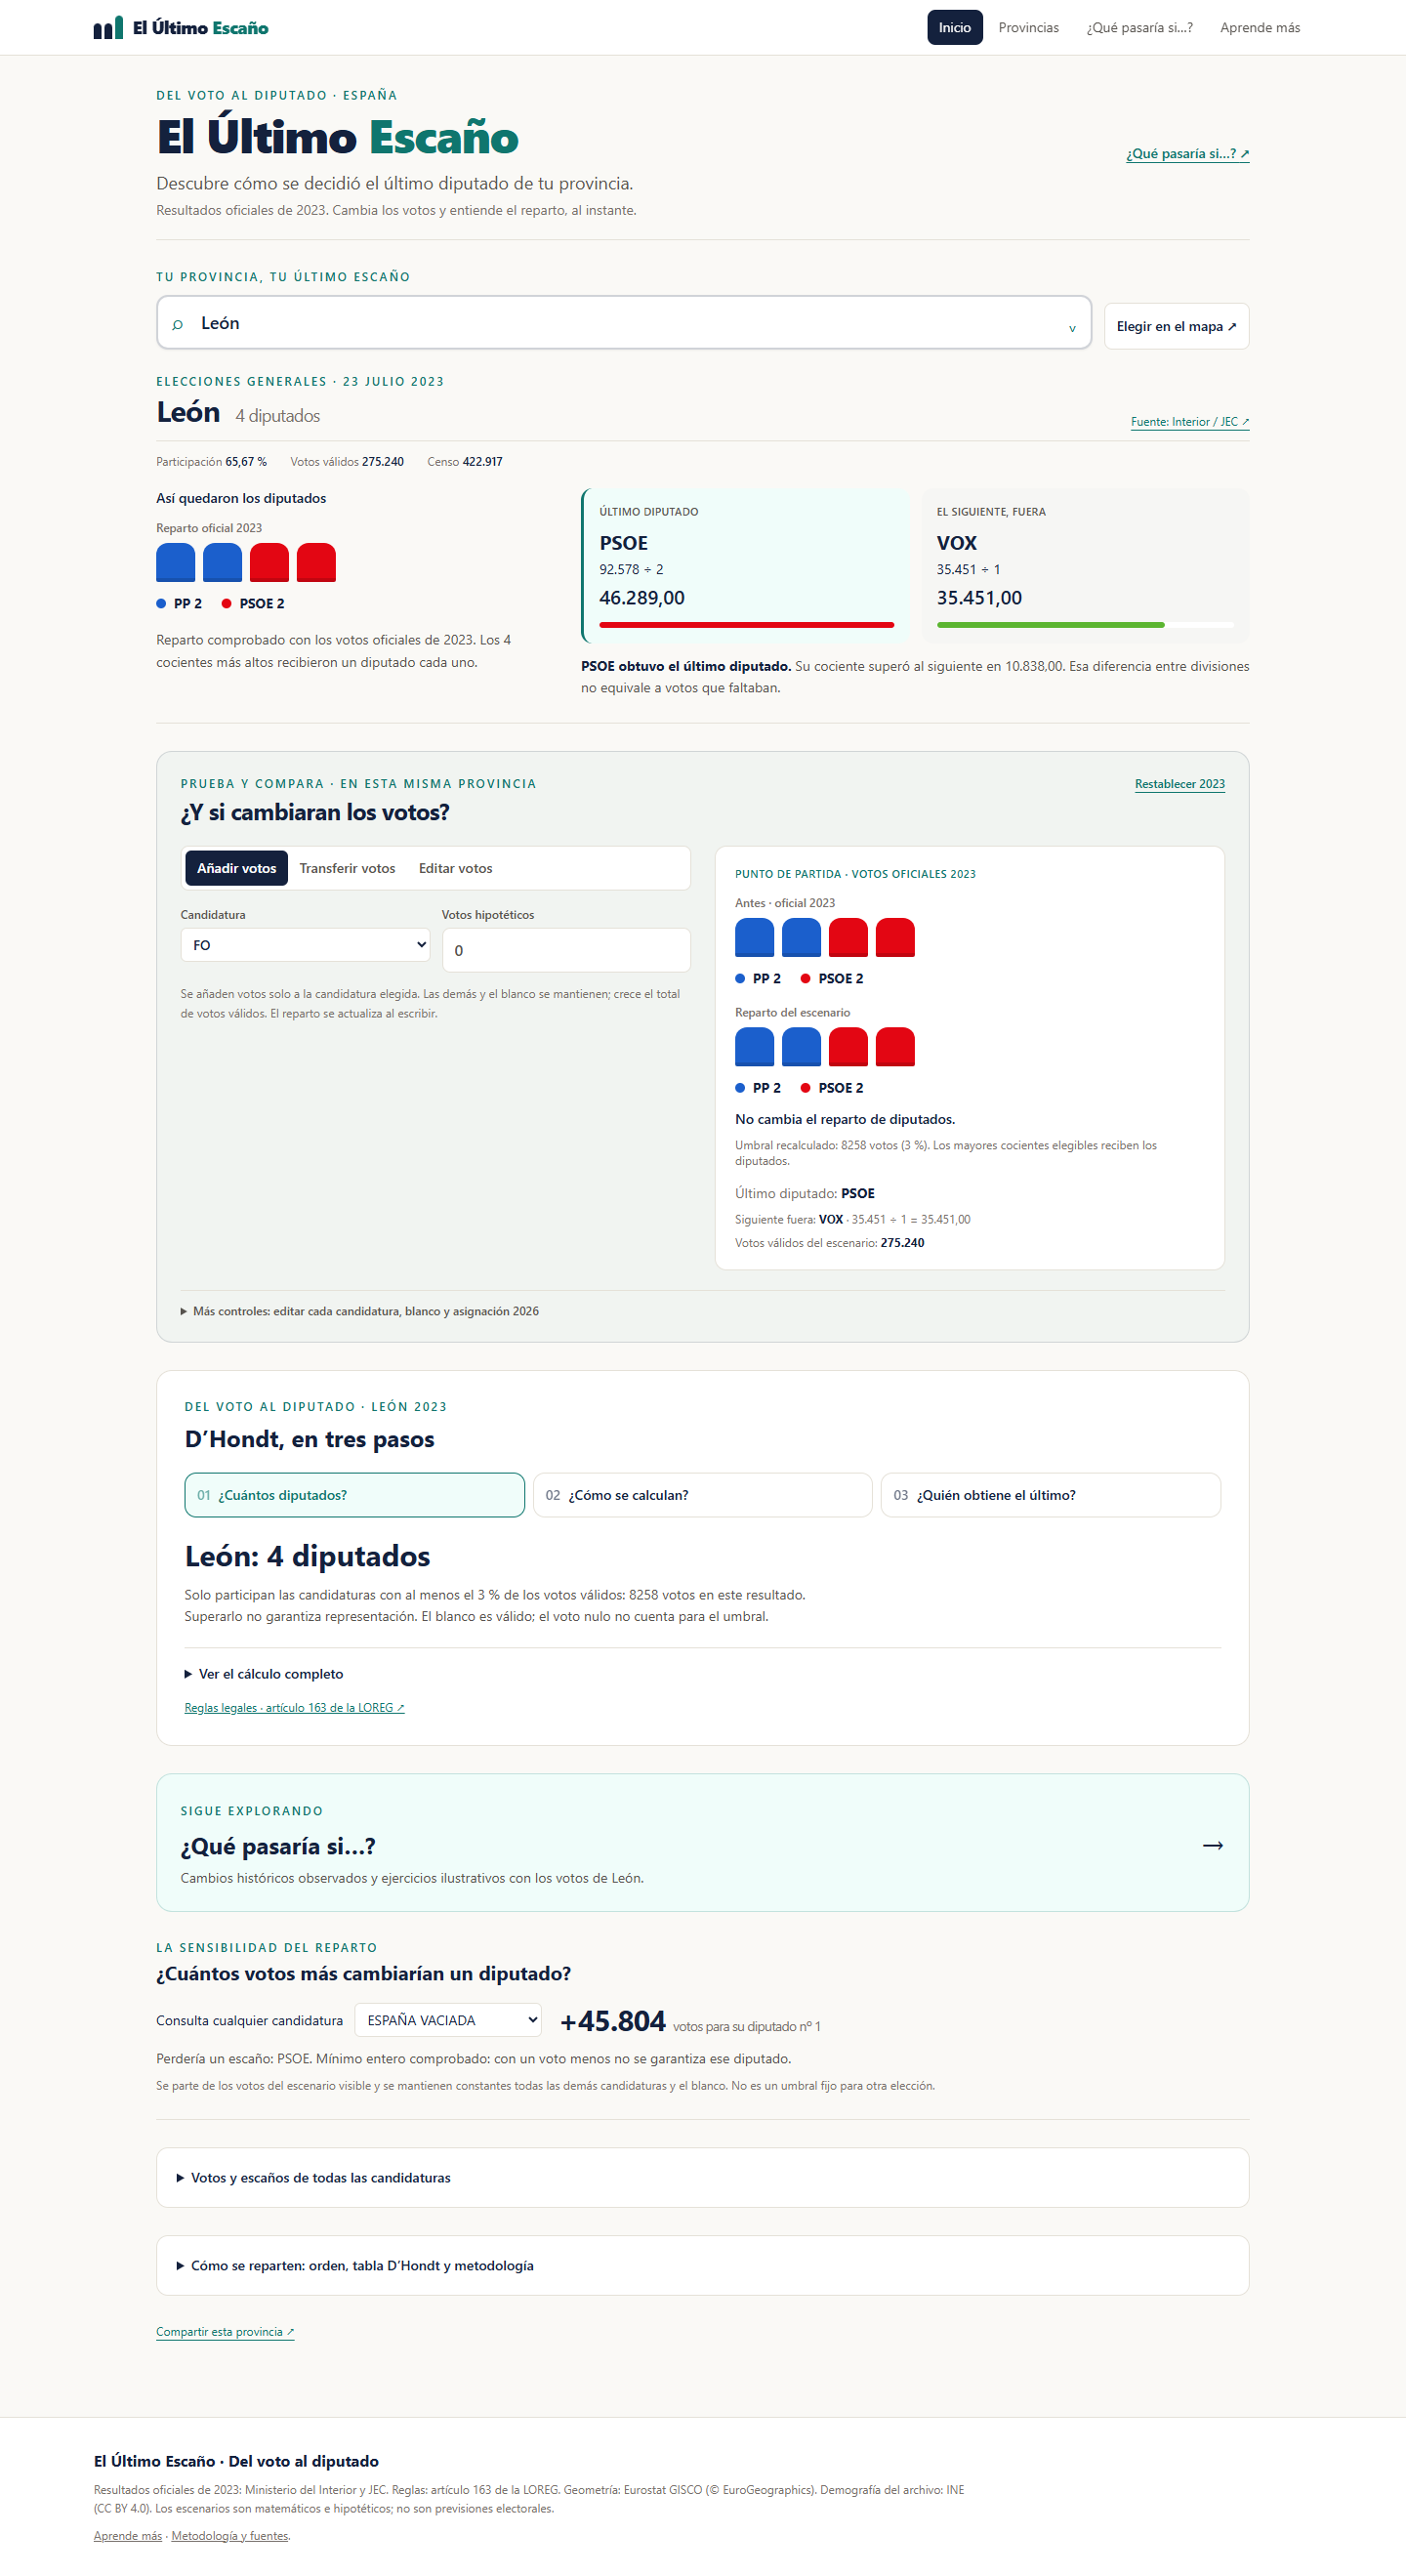 El Último Escaño
Inicio
Provincias
¿Qué pasaría si...?
Aprende más
DEL VOTO AL DIPUTADO · ESPAÑA
El Último Escaño
¿Qué pasaría si...? ↗
Descubre cómo se decidió el último diputado de tu provincia.
Resultados oficiales de 2023. Cambia los votos y entiende el reparto, al instante.
TU PROVINCIA, TU ÚLTIMO ESCAÑO
León
Elegir en el mapa ↗
ELECCIONES GENERALES · 23 JULIO 2023
León 4 diputados
Fuente: Interior / JEC ↗
Participación 65,67 % Votos válidos 275.240 Censo 422.917
Así quedaron los diputados
Reparto oficial 2023
PP 2 PSOE 2
Reparto comprobado con los votos oficiales de 2023. Los 4
cocientes más altos recibieron un diputado cada uno.
ÚLTIMO DIPUTADO
PSOE
92.578 ÷ 2
46.289,00
EL SIGUIENTE, FUERA
VOX
35.451 ÷ 1
35.451,00
PSOE obtuvo el último diputado. Su cociente superó al siguiente en 10.838,00. Esa diferencia entre divisiones
no equivale a votos que faltaban.
PRUEBA Y COMPARA · EN ESTA MISMA PROVINCIA
Restablecer 2023
¿Y si cambiaran los votos?
Añadir votos
Transferir votos
Editar votos
Candidatura
FO
Votos hipotéticos
0
Se añaden votos solo a la candidatura elegida. Las demás y el blanco se mantienen; crece el total
de votos válidos. El reparto se actualiza al escribir.
PUNTO DE PARTIDA · VOTOS OFICIALES 2023
Antes · oficial 2023
PP 2 PSOE 2
Reparto del escenario
PP 2 PSOE 2
No cambia el reparto de diputados.
Umbral recalculado: 8258 votos (3 %). Los mayores cocientes elegibles reciben los
diputados.
Último diputado: PSOE
Siguiente fuera: VOX · 35.451 ÷ 1 = 35.451,00
Votos válidos del escenario: 275.240
Más controles: editar cada candidatura, blanco y asignación 2026
DEL VOTO AL DIPUTADO · LEÓN 2023
D’Hondt, en tres pasos
01 ¿Cuántos diputados?
02 ¿Cómo se calculan?
03 ¿Quién obtiene el último?
León: 4 diputados
Solo participan las candidaturas con al menos el 3 % de los votos válidos: 8258 votos en este resultado.
Superarlo no garantiza representación. El blanco es válido; el voto nulo no cuenta para el umbral.
Ver el cálculo completo
Reglas legales · artículo 163 de la LOREG ↗
SIGUE EXPLORANDO
¿Qué pasaría si...?
→
Cambios históricos observados y ejercicios ilustrativos con los votos de León.
LA SENSIBILIDAD DEL REPARTO
¿Cuántos votos más cambiarían un diputado?
Consulta cualquier candidatura ESPAÑA VACIADA +45.804 votos para su diputado nº 1
Perdería un escaño: PSOE. Mínimo entero comprobado: con un voto menos no se garantiza ese diputado.
Se parte de los votos del escenario visible y se mantienen constantes todas las demás candidaturas y el blanco. No es un umbral fijo para otra elección.
Votos y escaños de todas las candidaturas
Cómo se reparten: orden, tabla D’Hondt y metodología
Compartir esta provincia ↗
El Último Escaño · Del voto al diputado
Resultados oficiales de 2023: Ministerio del Interior y JEC. Reglas: artículo 163 de la LOREG. Geometría: Eurostat GISCO (© EuroGeographics). Demografía del archivo: INE
(CC BY 4.0). Los escenarios son matemáticos e hipotéticos; no son previsiones electorales.
Aprende más · Metodología y fuentes.